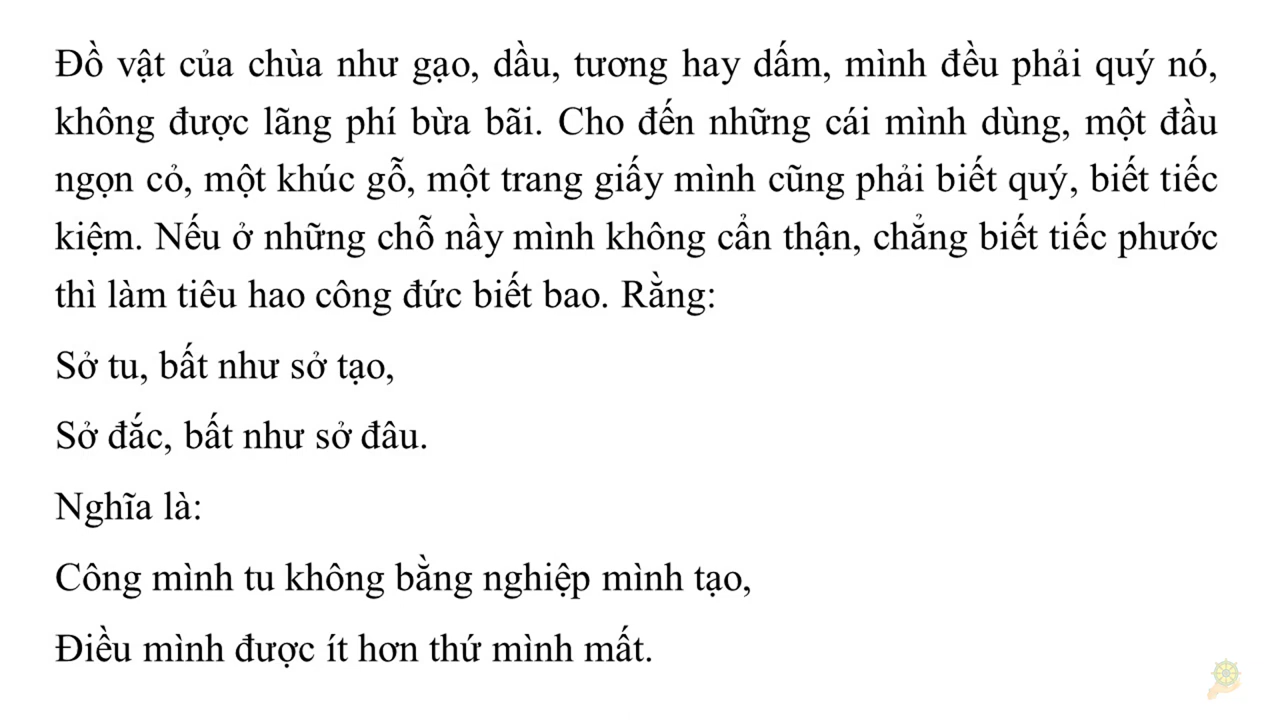 Đồ vật của chùa như gạo, dầu, tương hay dấm, mình đều phải quý nó,
không được lãng phí bừa bãi. Cho đến những cái mình dùng, một đầu
ngọn cỏ, một khúc gỗ, một trang giấy mình cũng phải biết quý, biết tiếc
kiệm. Nếu ở những chỗ nầy mình không cẩn thận, chẳng biết tiếc phước
thì làm tiêu hao công đức biết bao. Rằng:
Sở tu, bất như sở tạo,
Sở đắc, bất như sở đâu.
Nghĩa là:
Công mình tu không bằng nghiệp mình tạo,
Điều mình được ít hơn thứ mình mất.